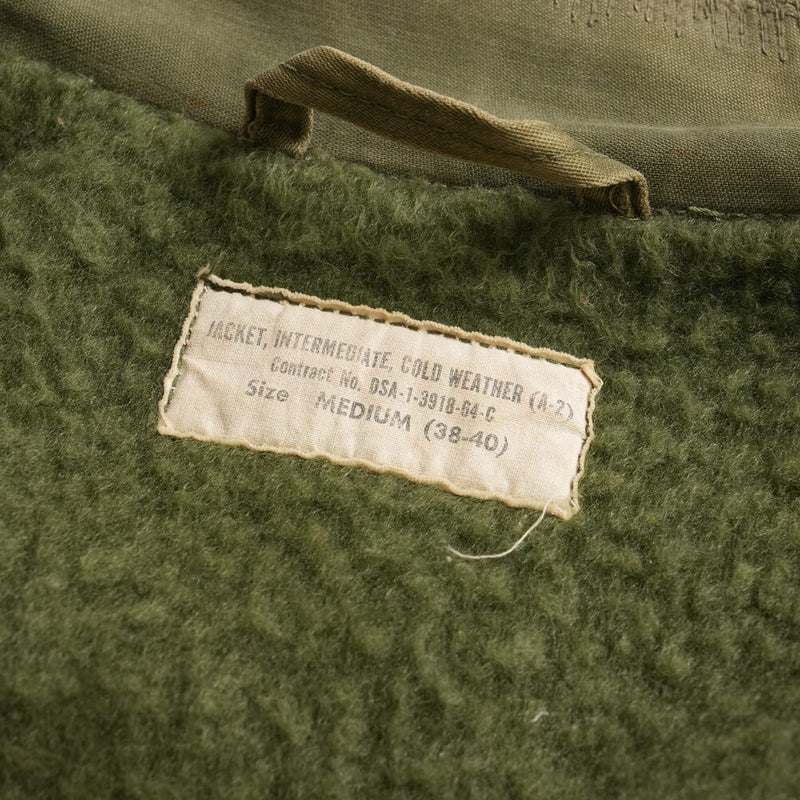 JACKET, INTERMEDIATE, COLD WEATHER (A-2)
Contract No. DSA-1-3918-64-C
Size MEDIUM (38-40)